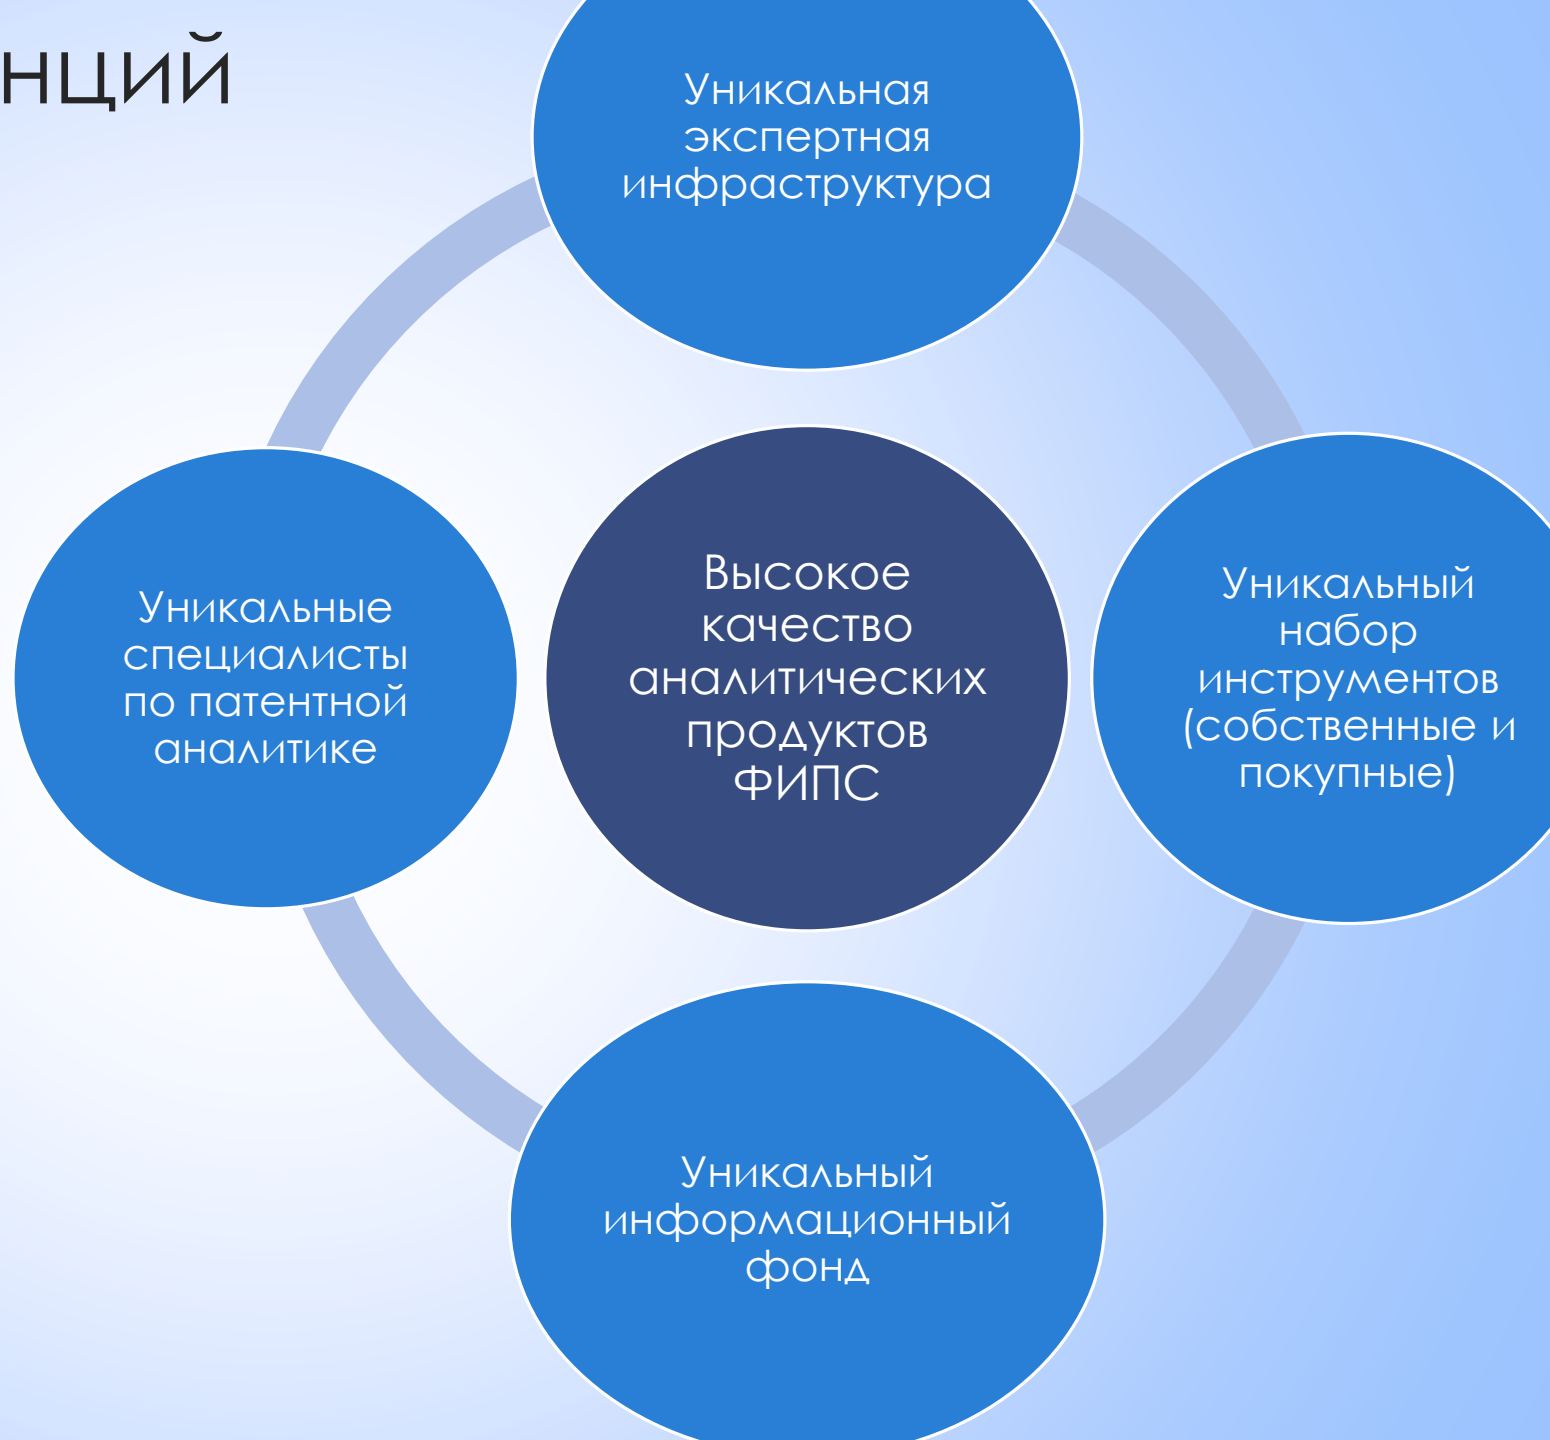 нций
Уникальная
экспертная
инфраструктура
Уникальные
специалисты
по патентной
аналитике
Высокое
качество
аналитических
продуктов
ФИПС
Уникальный
набор
инструментов
(собственные и
покупные)
Уникальный
информационный
фонд